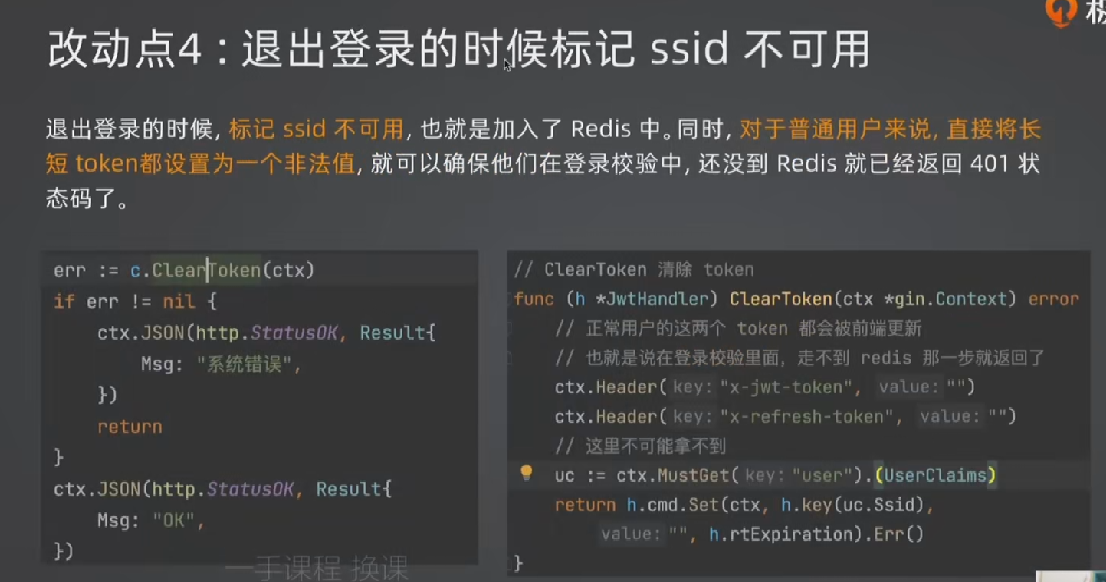 改动点4：退出登录的时候标记 ssid 不可用
退出登录的时候, 标记 ssid 不可用, 也就是加入了 Redis 中。同时, 对于普通用户来说, 直接将长
短 token都设置为一个非法值, 就可以确保他们在登录校验中, 还没到 Redis 就已经返回 401 状
态码了。
err := c.ClearToken(ctx)
if err != nil {
    ctx.JSON(http.StatusOK, Result{
        Msg: "系统错误",
    })
    return
}
ctx.JSON(http.StatusOK, Result{
    Msg: "OK",
})
// ClearToken 清除 token
func (h *JwtHandler) ClearToken(ctx *gin.Context) error
    // 正常用户的这两个 token 都会被前端更新
    // 也就是说在登录校验里面, 走不到 redis 那一步就返回了
    ctx.Header( key: "x-jwt-token", value: "")
    ctx.Header( key: "x-refresh-token", value: "")
    // 这里不可能拿不到
    uc := ctx.MustGet( key: "user").(UserClaims)
    return h.cmd.Set(ctx, h.key(uc.Ssid),
        value: "", h.rtExpiration).Err()
}
一手课程 换课